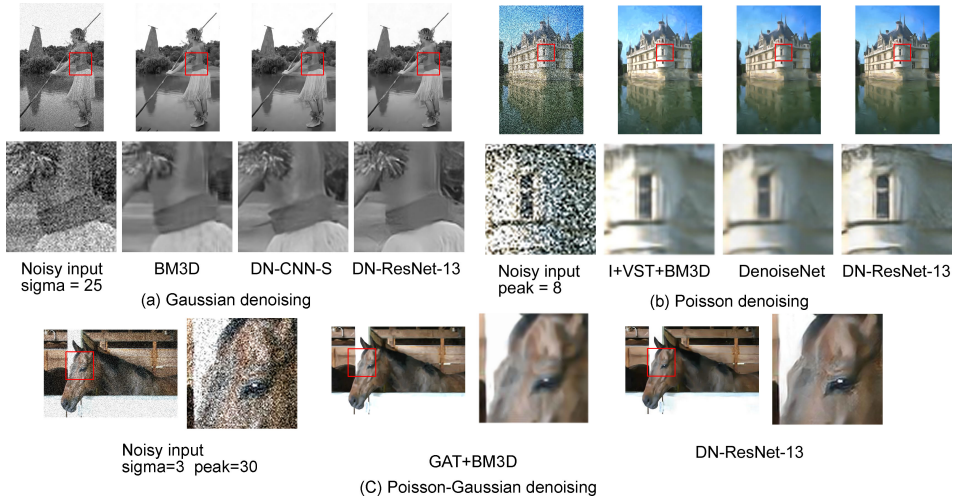 Noisy input
sigma = 25
BM3D
DN-CNN-S
DN-ResNet-13
(a) Gaussian denoising
Noisy input
peak = 8
I+VST+BM3D
DenoiseNet
DN-ResNet-13
(b) Poisson denoising
Noisy input
sigma=3 peak=30
GAT+BM3D
DN-ResNet-13
(C) Poisson-Gaussian denoising